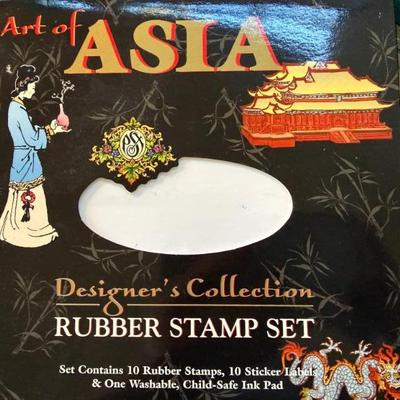 Art of
ASIA
Designer's Collection
RUBBER STAMP SET
Set Contains 10 Rubber Stamps, 10 Sticker Labels
& One Washable, Child-Safe Ink Pad